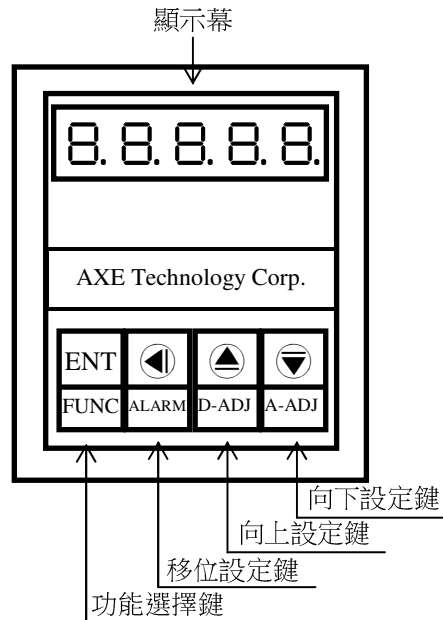 顯示幕
8.8.8.8.8.
AXE Technology Corp.
ENT
FUNC ALARM D-ADJ A-ADJ
向下設定鍵
向上設定鍵
移位設定鍵
功能選擇鍵